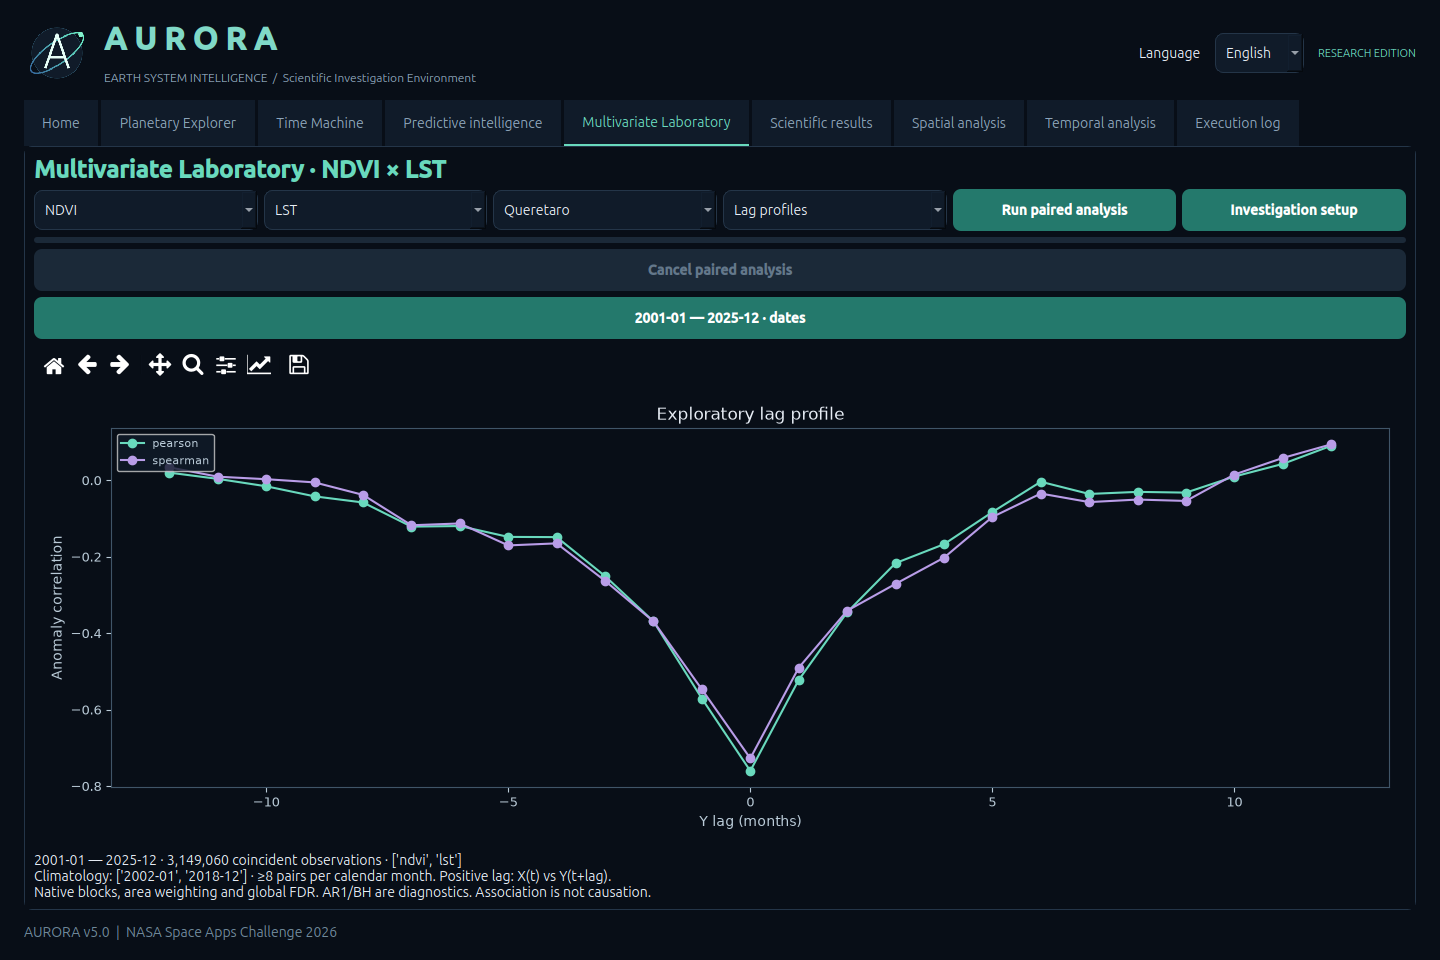 AURORA
EARTH SYSTEM INTELLIGENCE / Scientific Investigation Environment
Language English RESEARCH EDITION
Home Planetary Explorer Time Machine Predictive intelligence Multivariate Laboratory Scientific results Spatial analysis Temporal analysis Execution log
Multivariate Laboratory · NDVI × LST
NDVI LST Queretaro Lag profiles Run paired analysis Investigation setup
Cancel paired analysis
2001-01 — 2025-12 · dates
Exploratory lag profile
pearson
spearman
0.0
−0.2
−0.4
−0.6
−0.8
Anomaly correlation
−10 −5 0 5 10
Y lag (months)
2001-01 — 2025-12 · 3,149,060 coincident observations · ['ndvi', 'lst']
Climatology: ['2002-01', '2018-12'] · ≥8 pairs per calendar month. Positive lag: X(t) vs Y(t+lag).
Native blocks, area weighting and global FDR. AR1/BH are diagnostics. Association is not causation.
AURORA v5.0 | NASA Space Apps Challenge 2026